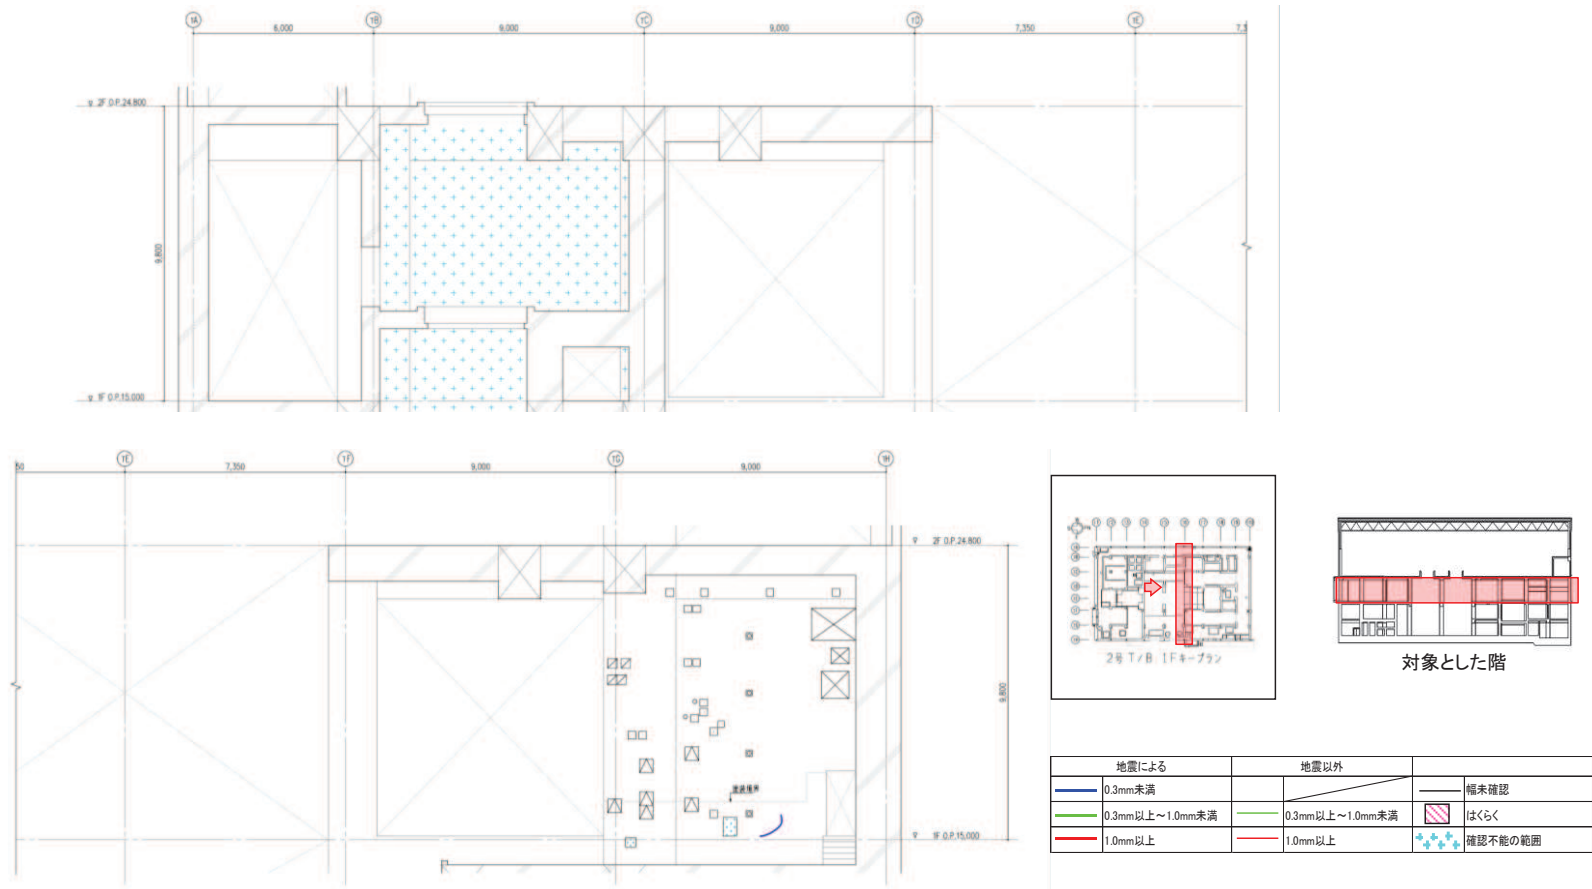 1A 1B 1C 1D 1E
6,000 9,000 9,000 7,350 7,3
2F O.P.24.800
9,800
1F O.P.15.000
1E 1F 1G 1H
50 7,350 9,000 9,000
2F O.P.24.800
9,800
1F O.P.15.000
2号 T/B 1Fキープラン
対象とした階
地震による 地震以外
0.3mm未満 幅未確認
0.3mm以上～1.0mm未満 0.3mm以上～1.0mm未満 はくらく
1.0mm以上 1.0mm以上 確認不能の範囲